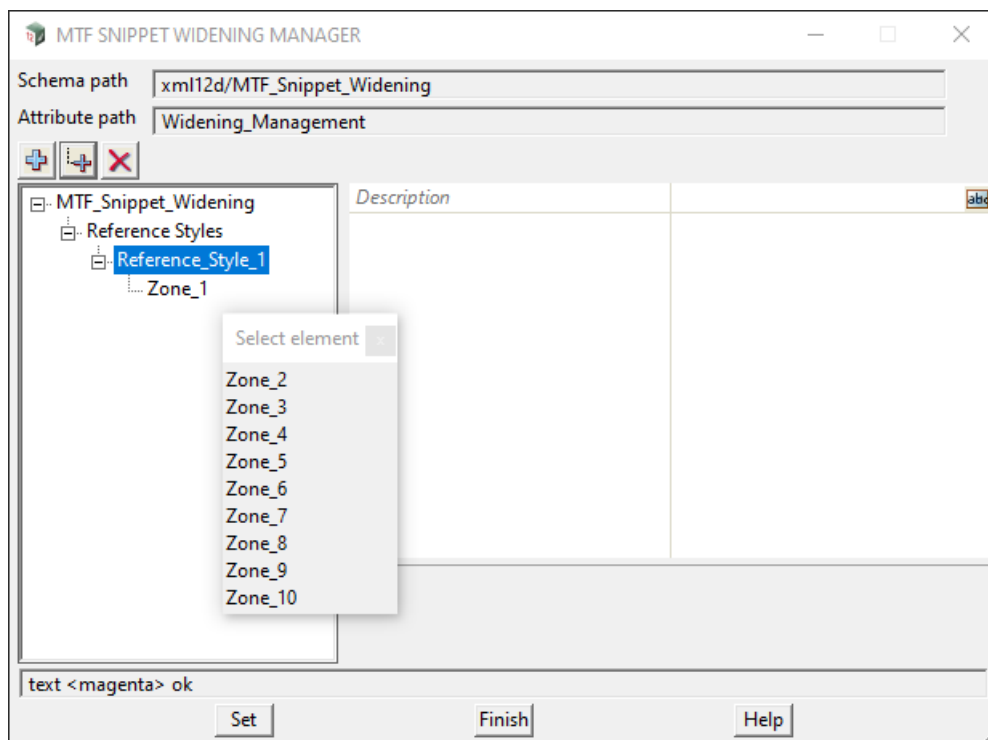 MTF SNIPPET WIDENING MANAGER
Schema path xml12d/MTF_Snippet_Widening
Attribute path Widening_Management
MTF_Snippet_Widening
Reference Styles
Reference_Style_1
Zone_1
Description
abc
Select element x
Zone_2
Zone_3
Zone_4
Zone_5
Zone_6
Zone_7
Zone_8
Zone_9
Zone_10
text <magenta> ok
Set Finish Help